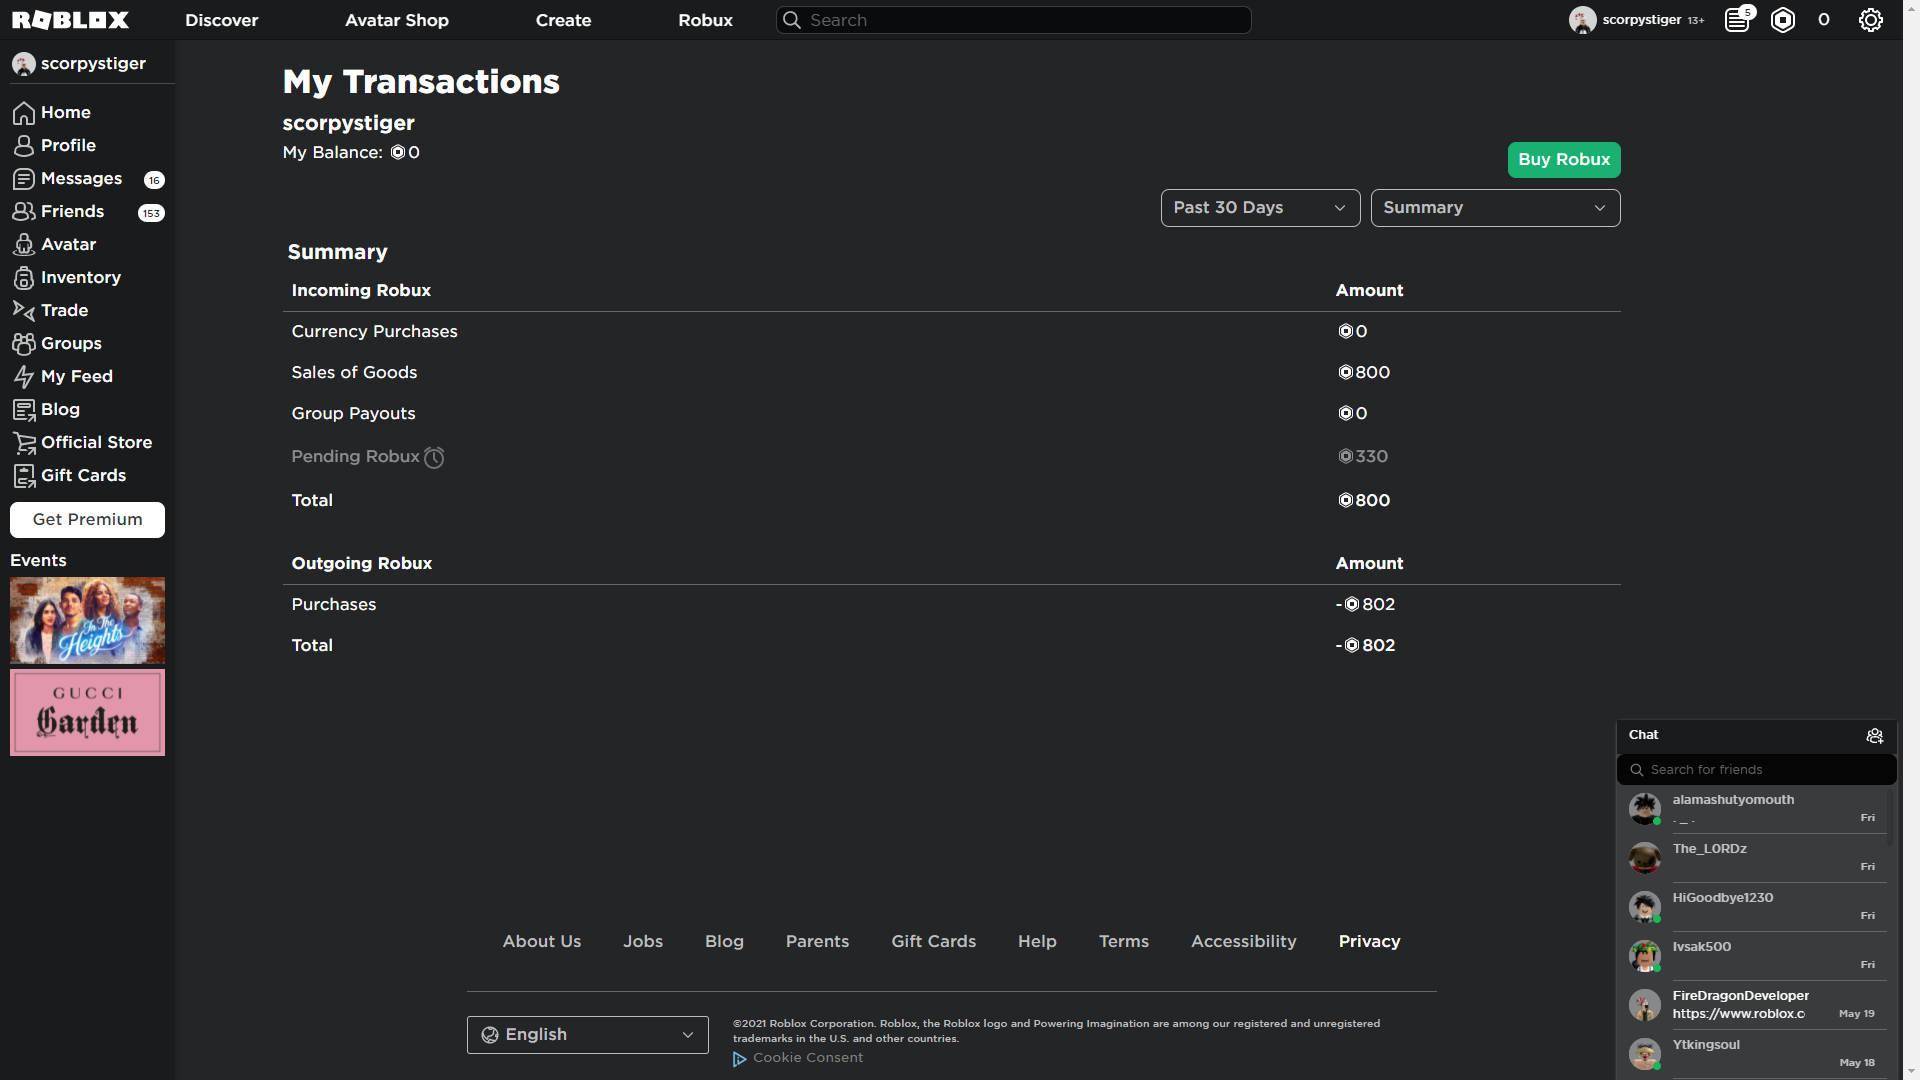 ROBLOX
Discover
Avatar Shop
Create
Robux
Search
scorpystiger 13+
5
0
scorpystiger
Home
Profile
Messages 16
Friends 153
Avatar
Inventory
Trade
Groups
My Feed
Blog
Official Store
Gift Cards
Get Premium
Events
In The
Heights
GUCCI
Garden
My Transactions
scorpystiger
My Balance: 0
Buy Robux
Past 30 Days
Summary
Summary
Incoming Robux Amount
Currency Purchases 0
Sales of Goods 800
Group Payouts 0
Pending Robux 330
Total 800
Outgoing Robux Amount
Purchases -802
Total -802
About Us
Jobs
Blog
Parents
Gift Cards
Help
Terms
Accessibility
Privacy
English
©2021 Roblox Corporation. Roblox, the Roblox logo and Powering Imagination are among our registered and unregistered
trademarks in the U.S. and other countries.
Cookie Consent
Chat
Search for friends
alamashutyomouth
. _ .
Fri
The_L0RDz
Fri
HiGoodbye1230
Fri
lvsak500
Fri
FireDragonDeveloper
https://www.roblox.c
May 19
Ytkingsoul
May 18